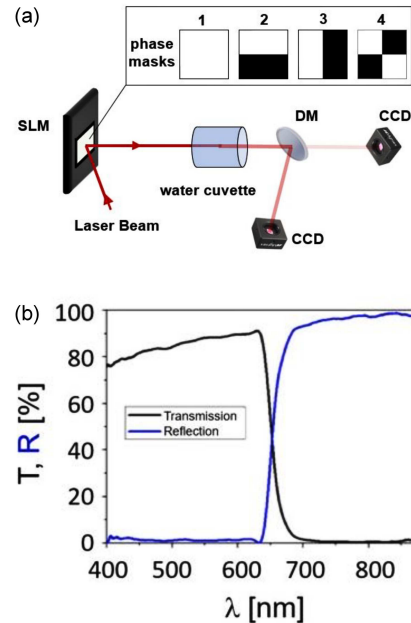 (a)
1 2 3 4
phase
masks
SLM
DM
CCD
water cuvette
Laser Beam
CCD
(b)
100
80
60
40
20
0
T, R [%]
Transmission
Reflection
400 500 600 700 800
λ [nm]